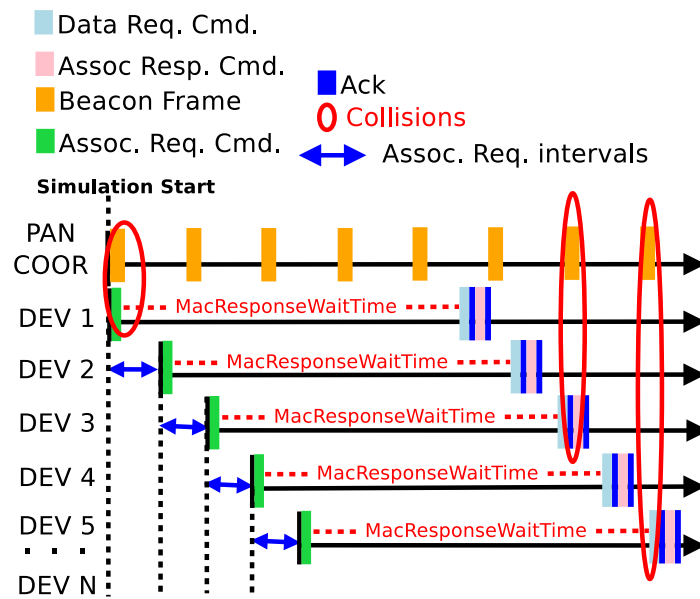 Data Req. Cmd.
Assoc Resp. Cmd.
Beacon Frame
Assoc. Req. Cmd.
Ack
Collisions
Assoc. Req. intervals
Simulation Start
PAN
COOR
DEV 1
MacResponseWaitTime
DEV 2
MacResponseWaitTime
DEV 3
MacResponseWaitTime
DEV 4
MacResponseWaitTime
DEV 5
MacResponseWaitTime
. . .
DEV N